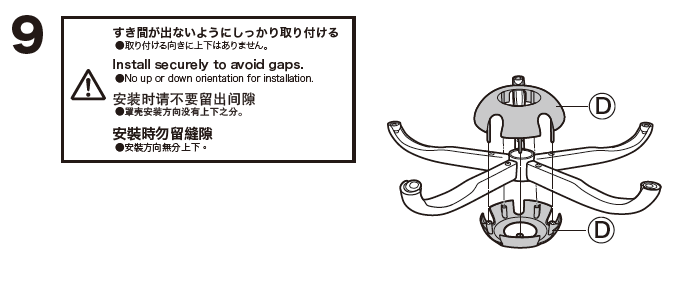 9
すき間が出ないようにしっかり取り付ける
●取り付ける向きに上下はありません。
Install securely to avoid gaps.
●No up or down orientation for installation.
安装时请不要留出间隙
●罩壳安装方向没有上下之分。
安裝時勿留縫隙
●安裝方向無分上下。
D
D